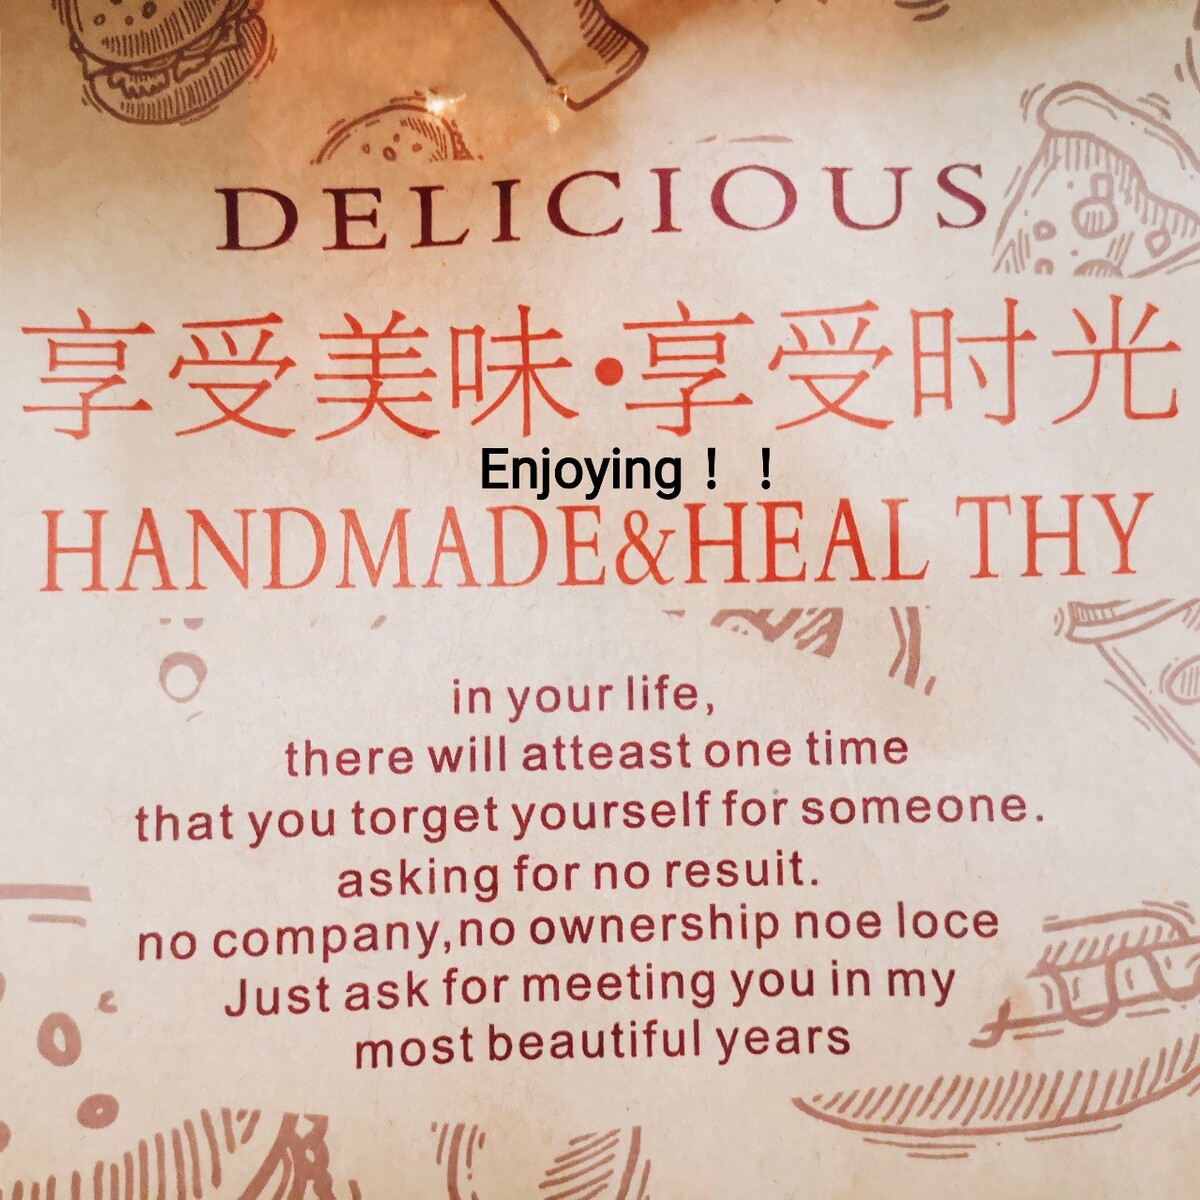 DELICIOUS
享受美味·享受时光
Enjoying！！
HANDMADE&HEAL THY
in your life,
there will atteast one time
that you torget yourself for someone.
asking for no resuit.
no company,no ownership noe loce
Just ask for meeting you in my
most beautiful years